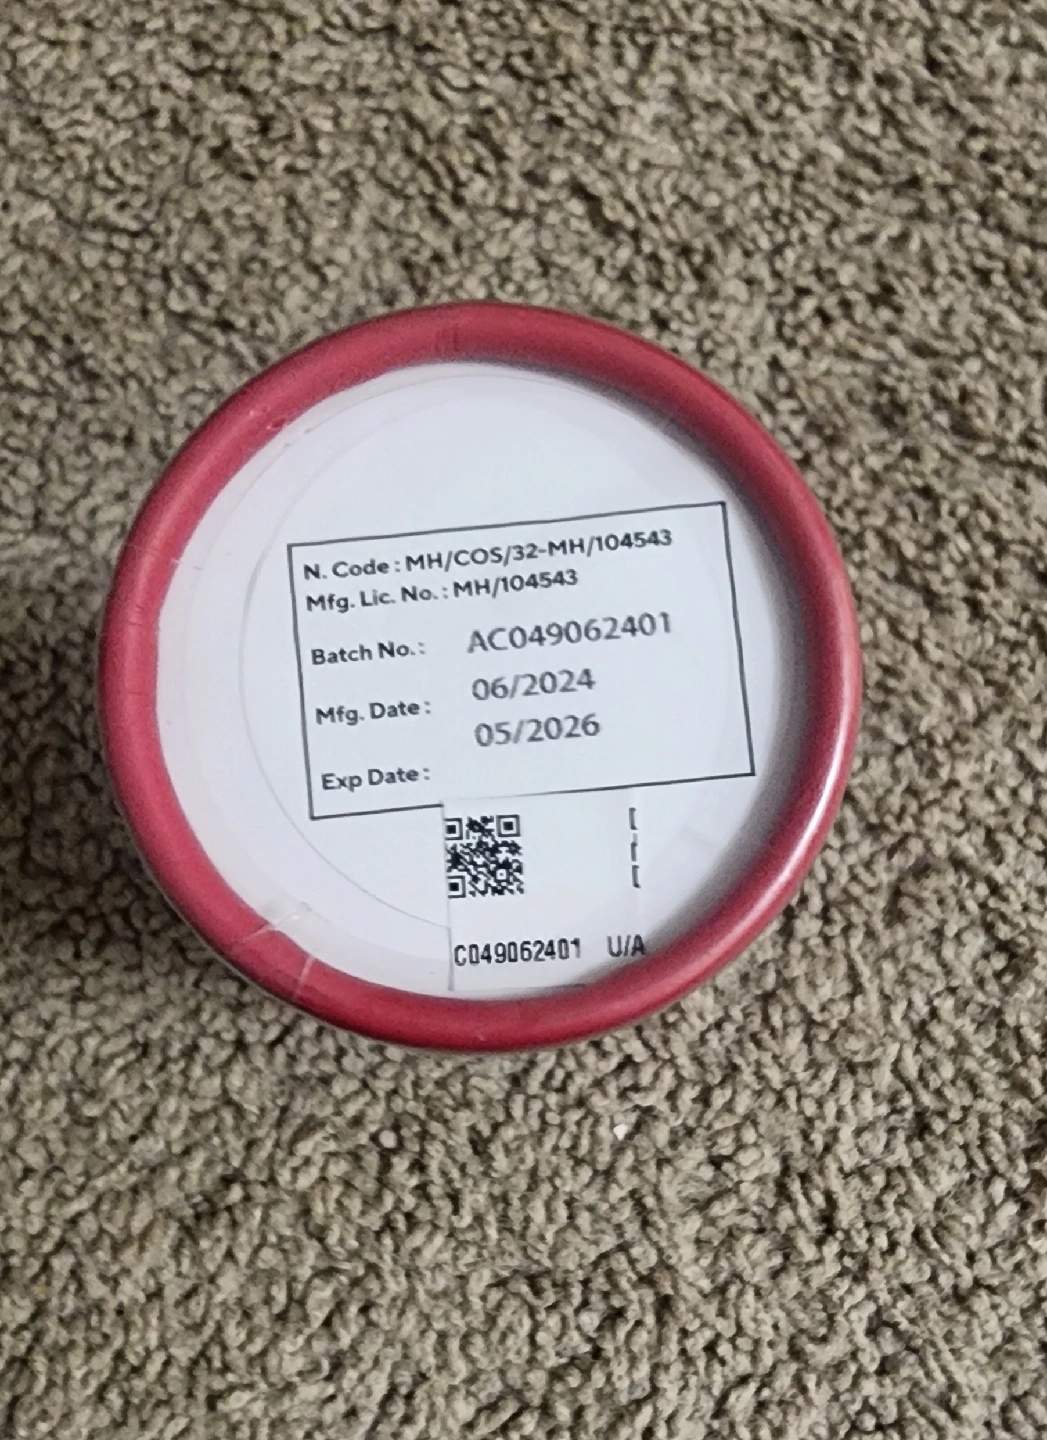 N. Code : MH/COS/32-MH/104543
Mfg. Lic. No. : MH/104543
Batch No. : AC049062401
Mfg. Date : 06/2024
05/2026
Exp Date :
C049062401 U/A